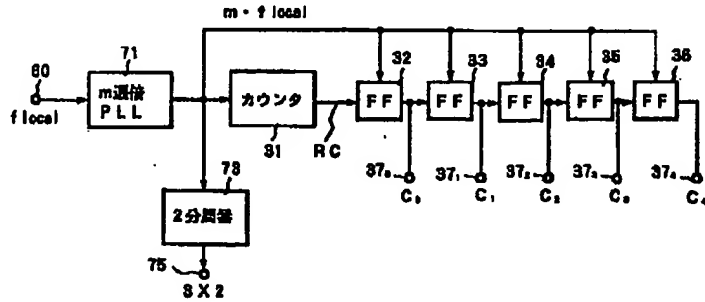 m・f local
60
f local
71
m逓倍
PLL
カウンタ
31
RC
32
FF
33
FF
34
FF
35
FF
36
FF
37₀
C₀
37₁
C₁
37₂
C₂
37₃
C₃
37₄
C₄
73
2分周器
75
SX2